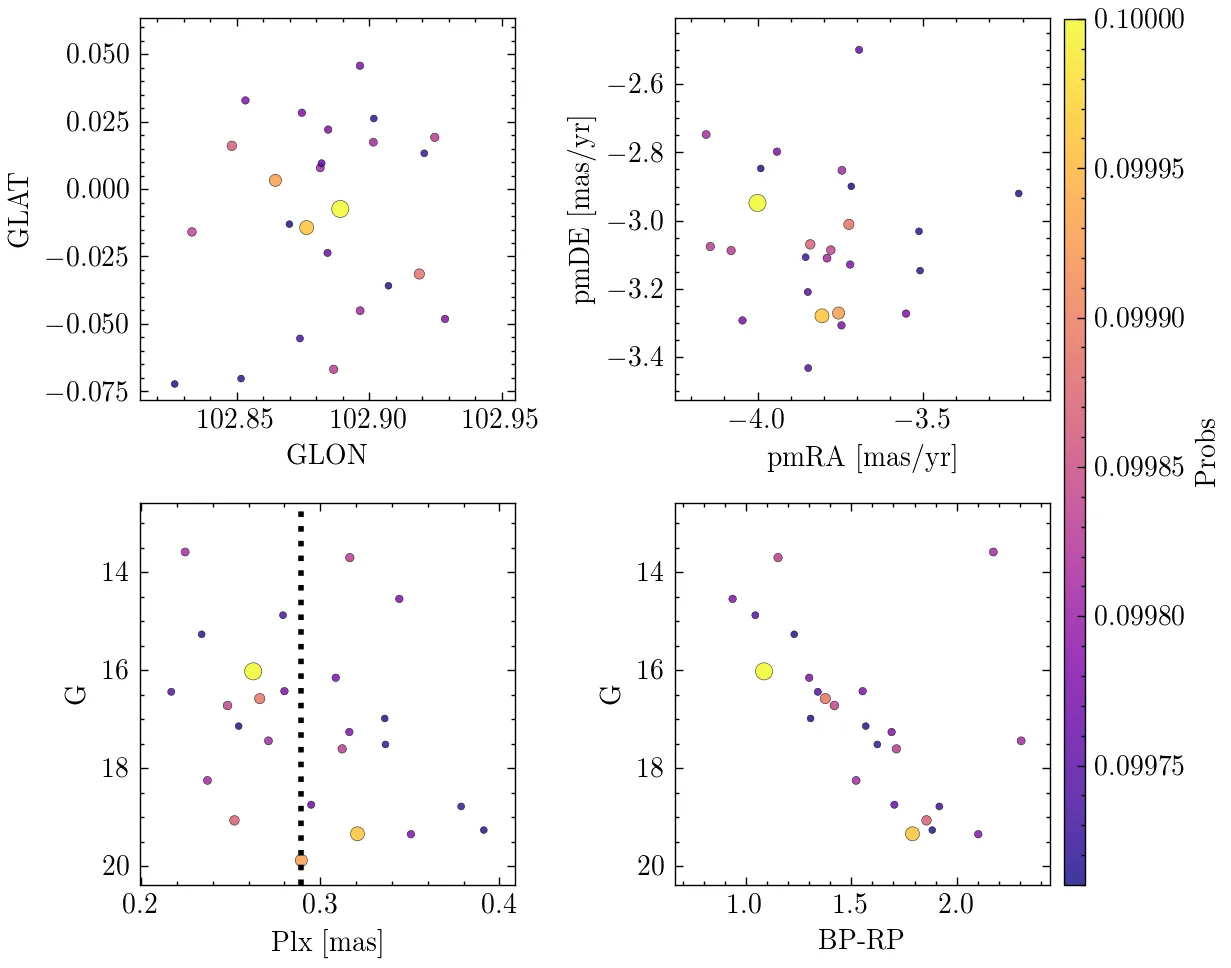 0.050
0.025
0.000
−0.025
−0.050
−0.075
GLAT
102.85 102.90 102.95
GLON
−2.6
−2.8
−3.0
−3.2
−3.4
pmDE [mas/yr]
−4.0 −3.5
pmRA [mas/yr]
0.10000
0.09995
0.09990
0.09985
0.09980
0.09975
Probs
14
16
18
20
G
0.2 0.3 0.4
Plx [mas]
14
16
18
20
G
1.0 1.5 2.0
BP-RP